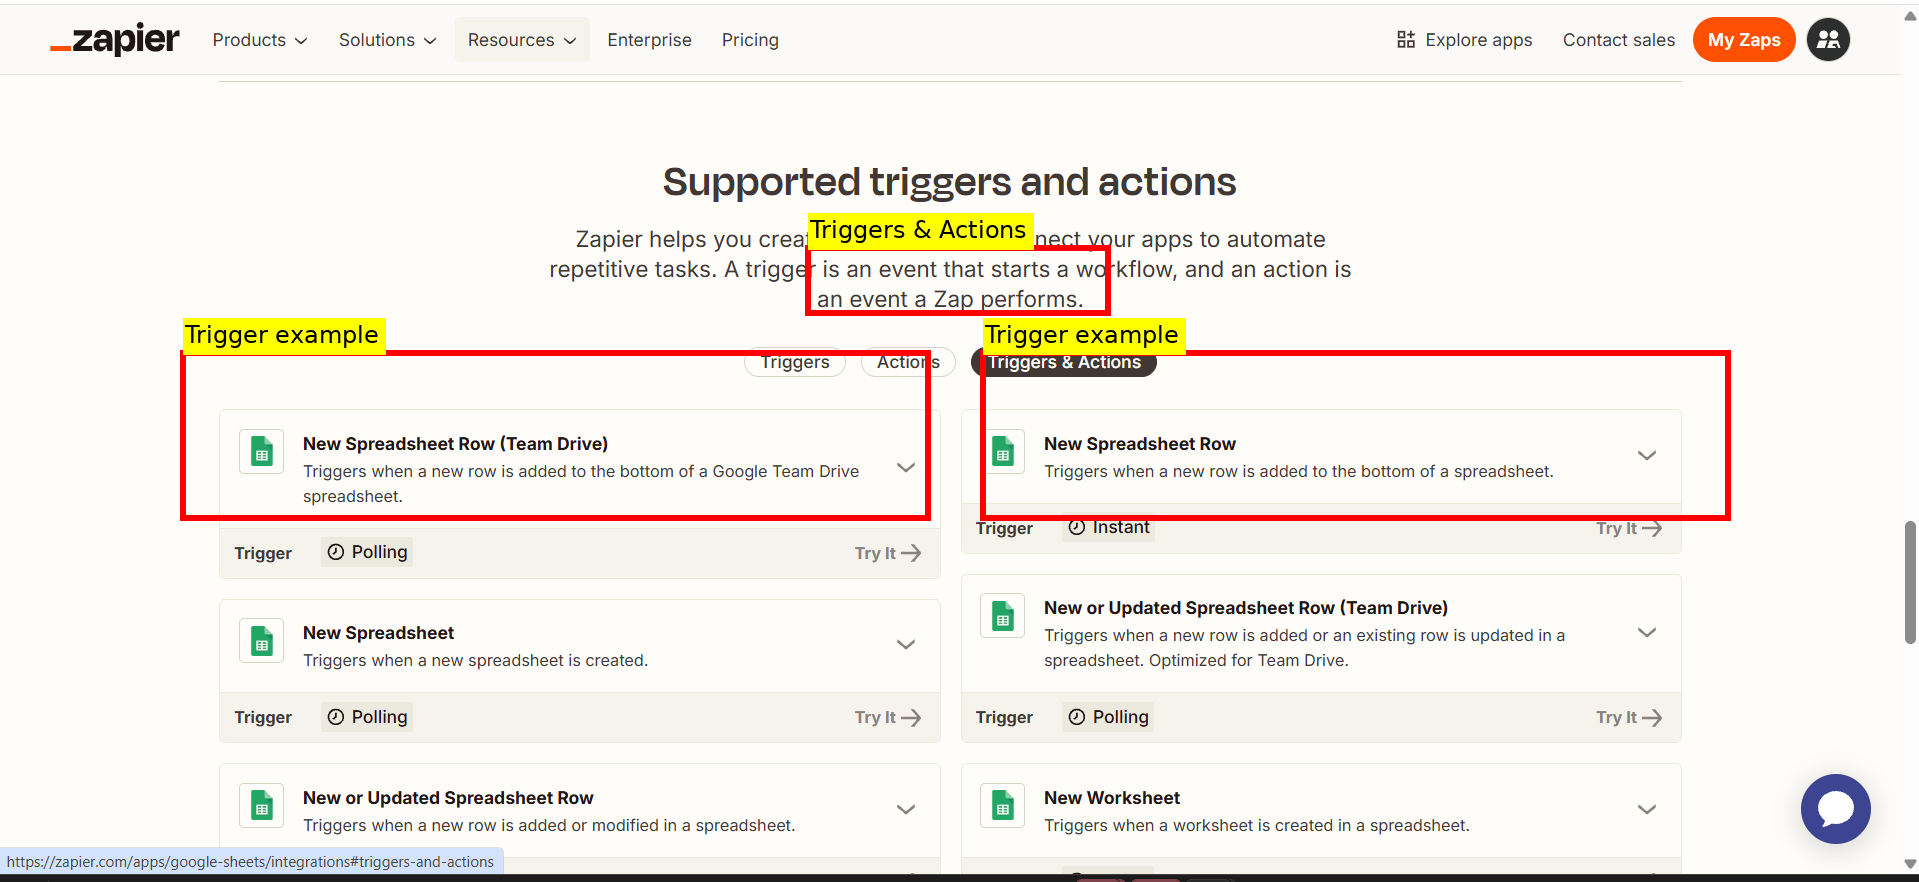 zapier
Products
Solutions
Resources
Enterprise
Pricing
Explore apps
Contact sales
My Zaps
Supported triggers and actions
Triggers & Actions
Zapier helps you nect your apps to automate
repetitive tasks. A trigger is an event that starts a workflow, and an action is
an event a Zap performs.
Trigger example
Trigger example
Triggers
Actions
Triggers & Actions
New Spreadsheet Row (Team Drive)
Triggers when a new row is added to the bottom of a Google Team Drive
spreadsheet.
Trigger
Polling
Try It
New Spreadsheet Row
Triggers when a new row is added to the bottom of a spreadsheet.
Trigger
Instant
Try It
New Spreadsheet
Triggers when a new spreadsheet is created.
Trigger
Polling
Try It
New or Updated Spreadsheet Row (Team Drive)
Triggers when a new row is added or an existing row is updated in a
spreadsheet. Optimized for Team Drive.
Trigger
Polling
Try It
New or Updated Spreadsheet Row
Triggers when a new row is added or modified in a spreadsheet.
New Worksheet
Triggers when a worksheet is created in a spreadsheet.
https://zapier.com/apps/google-sheets/integrations#triggers-and-actions